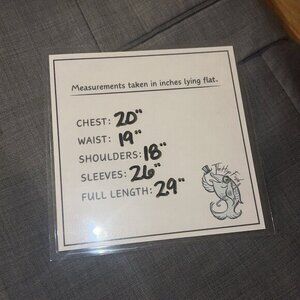 Measurements taken in inches lying flat.
CHEST: 20"
WAIST: 19"
SHOULDERS: 18"
SLEEVES: 26"
FULL LENGTH: 29"